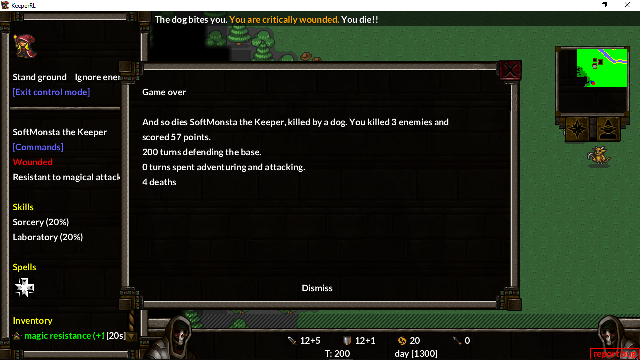 KeeperRL
The dog bites you. You are critically wounded. You die!!
Stand ground Ignore ener
[Exit control mode]
SoftMonsta the Keeper
[Commands]
Wounded
Resistant to magical attack
Skills
Sorcery (20%)
Laboratory (20%)
Spells
Inventory
magic resistance (+1 [20s]
Game over
And so dies SoftMonsta the Keeper, killed by a dog. You killed 3 enemies and
scored 57 points.
200 turns defending the base.
0 turns spent adventuring and attacking.
4 deaths
Dismiss
12+5 12+1 20 0
T: 200 day [1300]